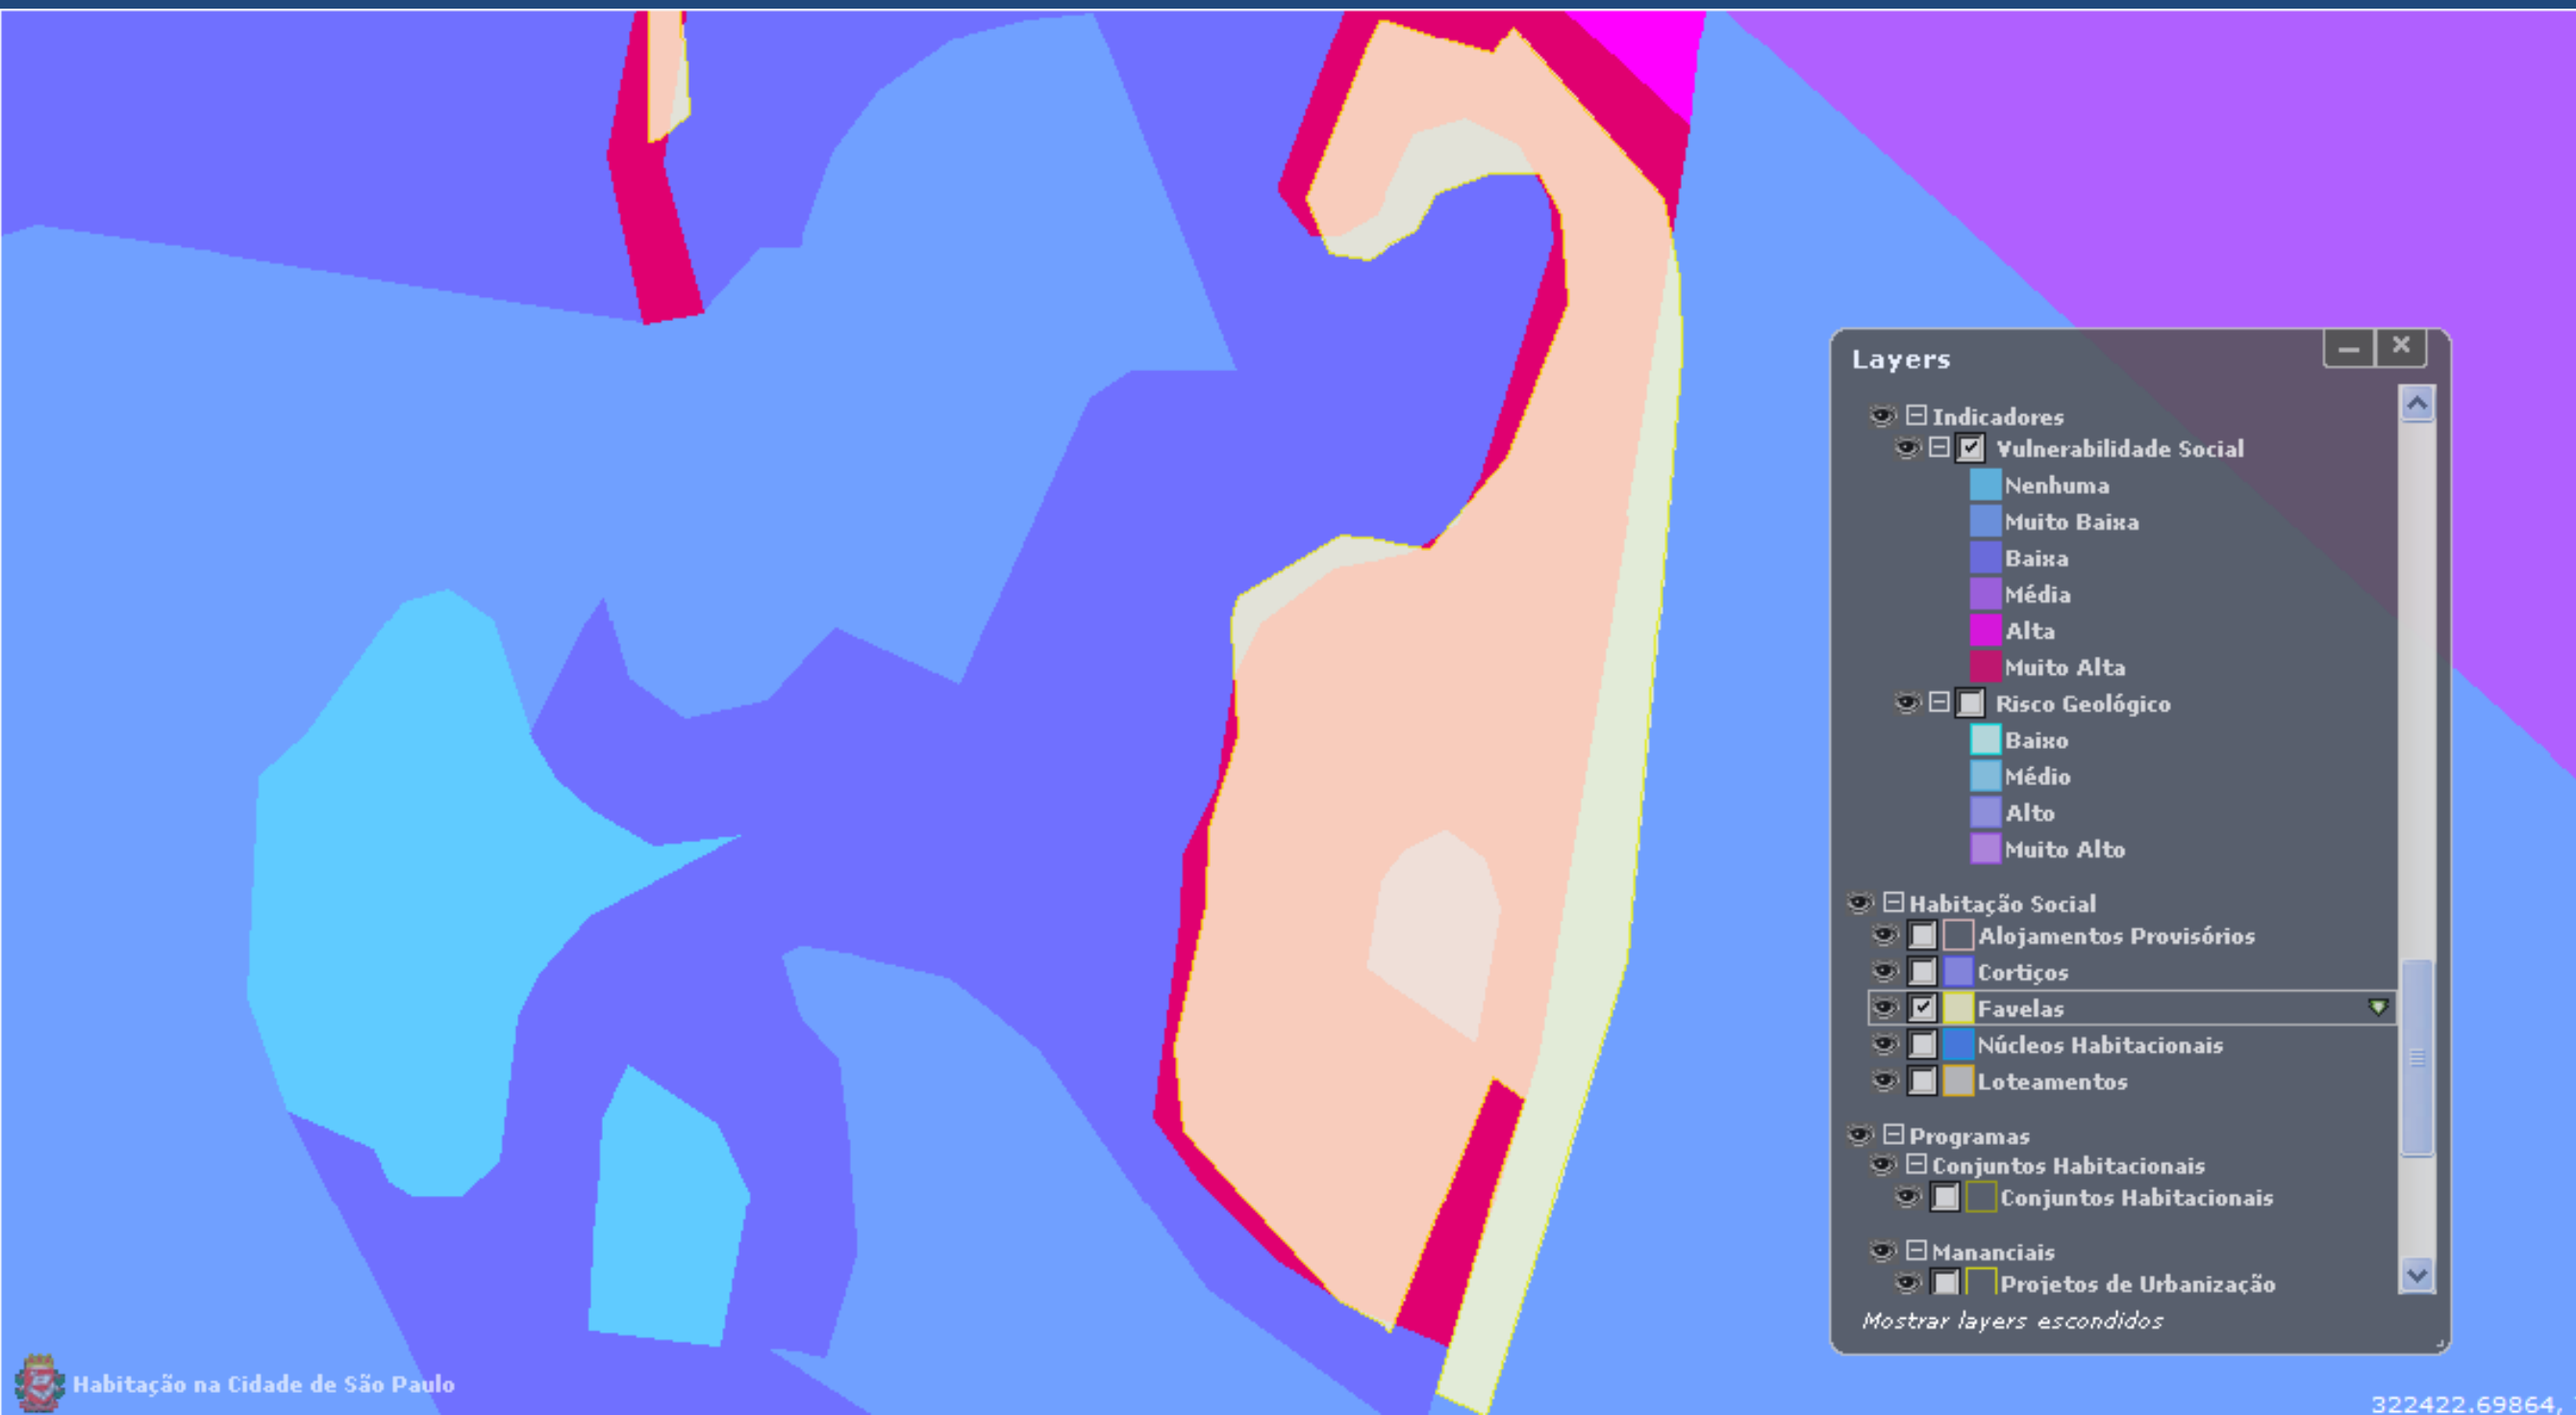 Layers
Indicadores
Vulnerabilidade Social
Nenhuma
Muito Baixa
Baixa
Média
Alta
Muito Alta
Risco Geológico
Baixo
Médio
Alto
Muito Alto
Habitação Social
Alojamentos Provisórios
Cortiços
Favelas
Núcleos Habitacionais
Loteamentos
Programas
Conjuntos Habitacionais
Conjuntos Habitacionais
Mananciais
Projetos de Urbanização
Mostrar layers escondidos
Habitação na Cidade de São Paulo
322422.69864,